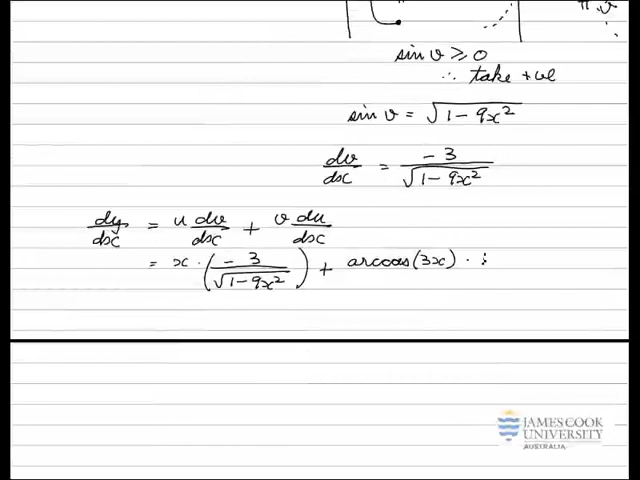 π v
sin v ⩾ 0
∴ take +ve
sin v = √(1 - 9x²)
dv/dx = -3/√(1 - 9x²)
dy/dx = u dv/dx + v du/dx
= x · (-3/√(1-9x²)) + arccos(3x) ·
JAMES COOK
UNIVERSITY
AUSTRALIA